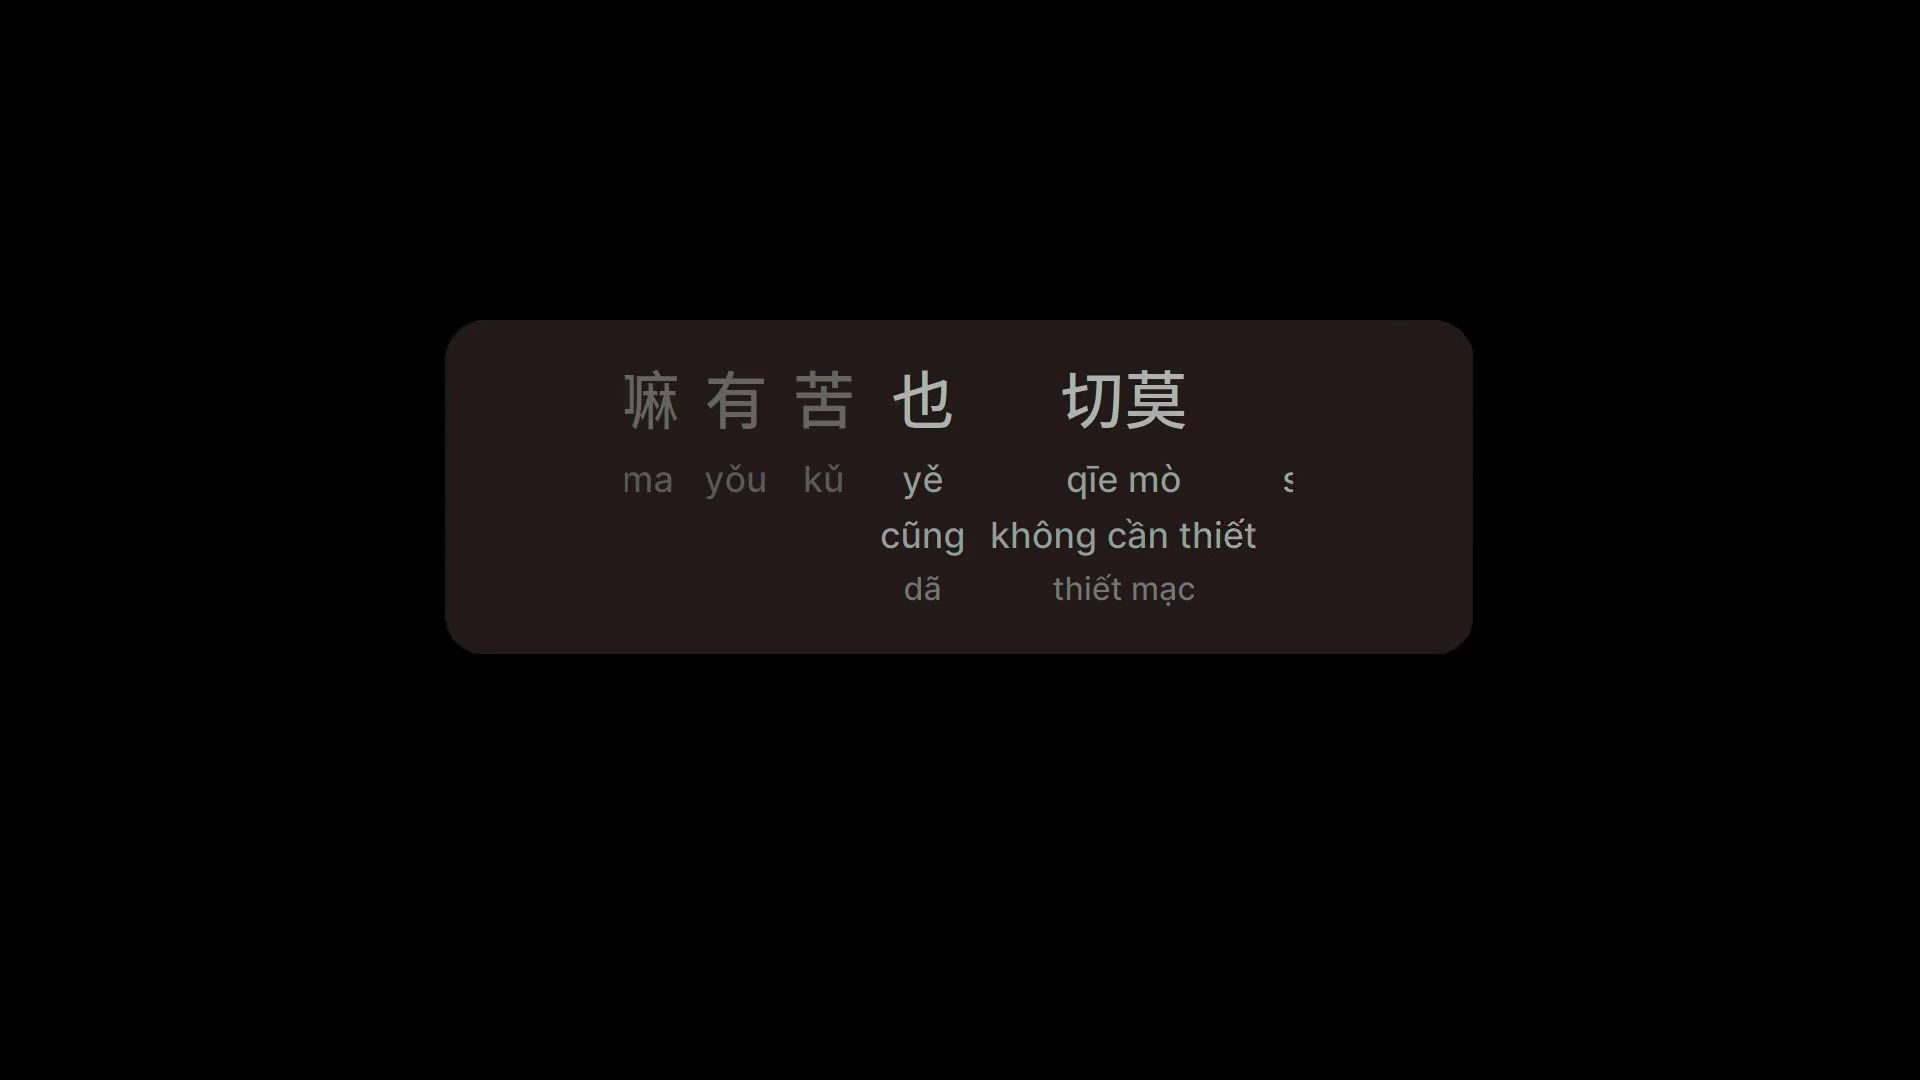 嘛 有 苦 也 切莫
ma yǒu kǔ yě qīe mò s
cũng không cần thiết
dã thiết mạc